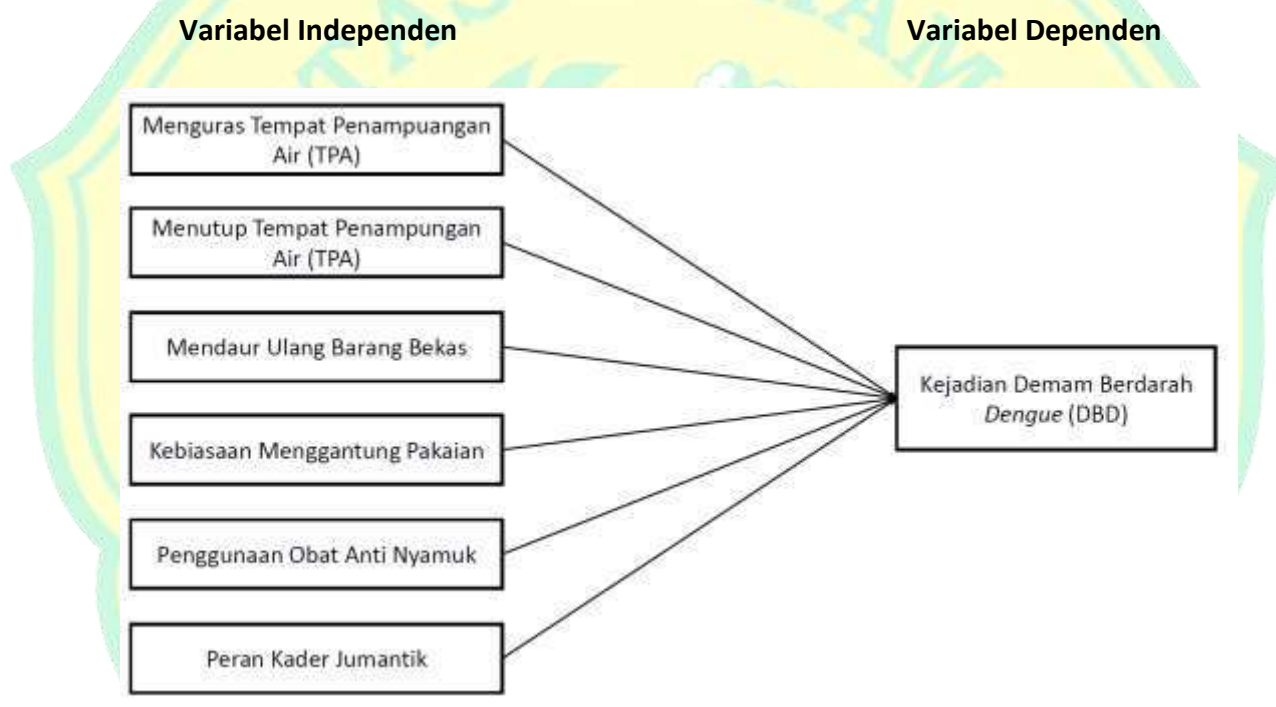 Variabel Independen
Variabel Dependen
Menguras Tempat Penampuangan
Air (TPA)
Menutup Tempat Penampungan
Air (TPA)
Mendaur Ulang Barang Bekas
Kebiasaan Menggantung Pakaian
Penggunaan Obat Anti Nyamuk
Peran Kader Jumantik
Kejadian Demam Berdarah
Dengue (DBD)